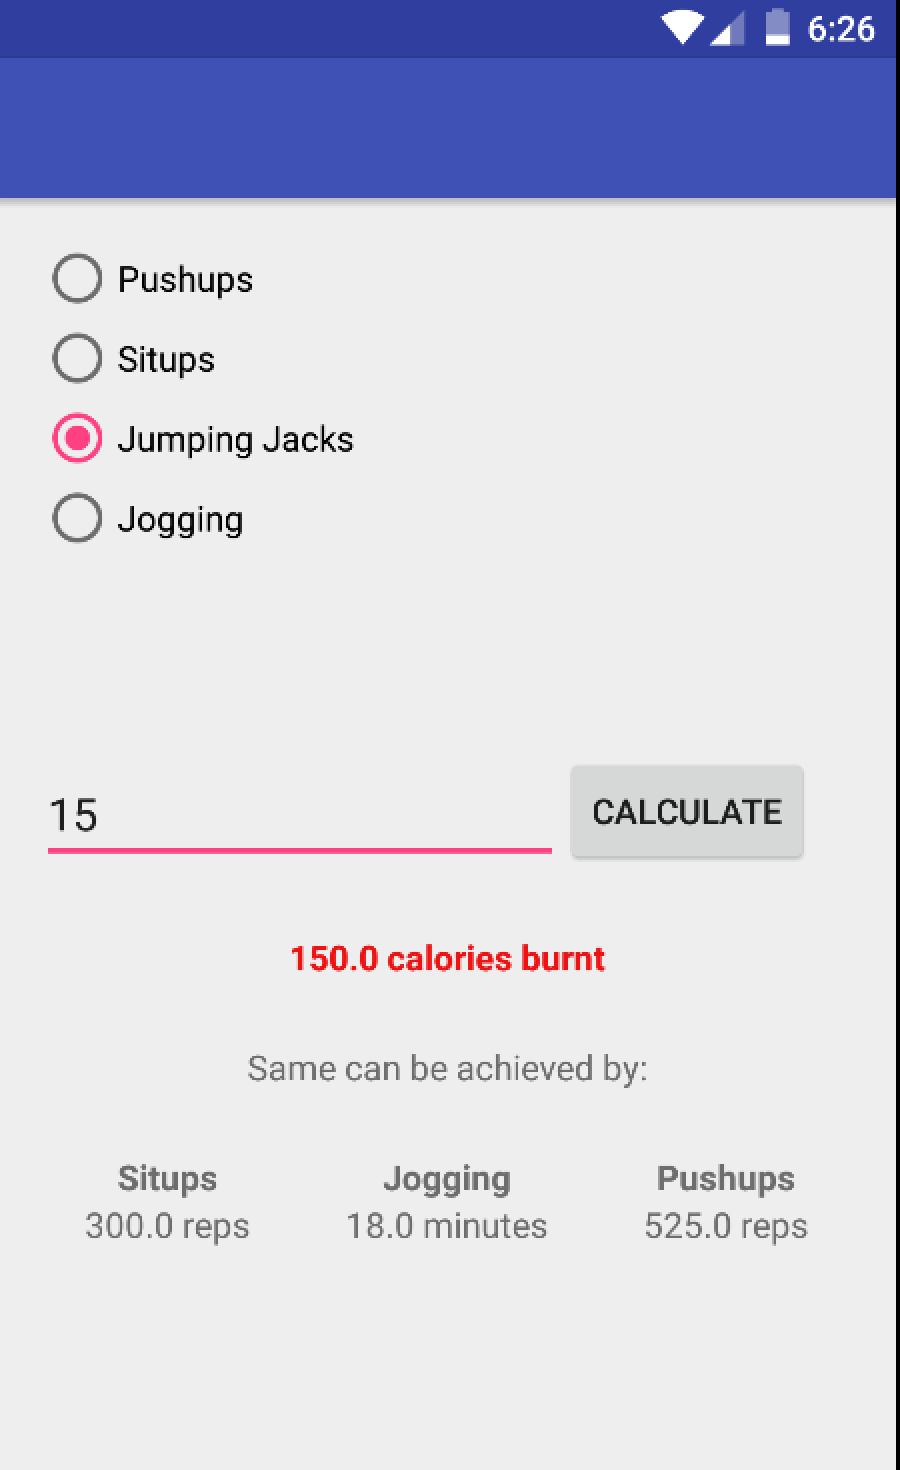 6:26
Pushups
Situps
Jumping Jacks
Jogging
15
CALCULATE
150.0 calories burnt
Same can be achieved by:
Situps Jogging Pushups
300.0 reps 18.0 minutes 525.0 reps